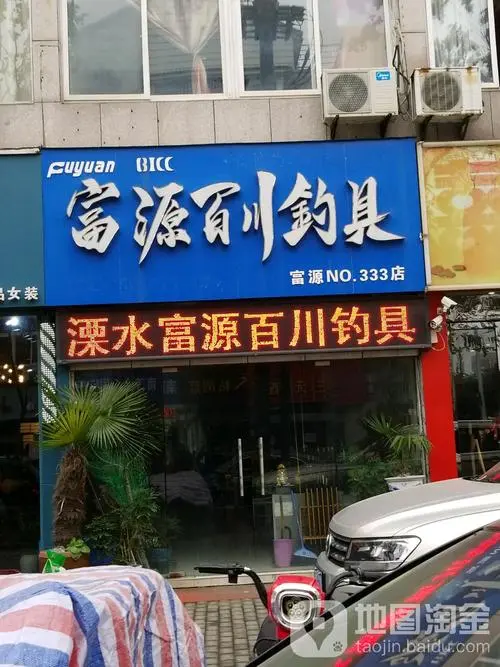 Fuyuan BICC
富源百川钓具
富源NO.333店
品女装
溧水富源百川钓具
地图淘金
taojin.baidu.com